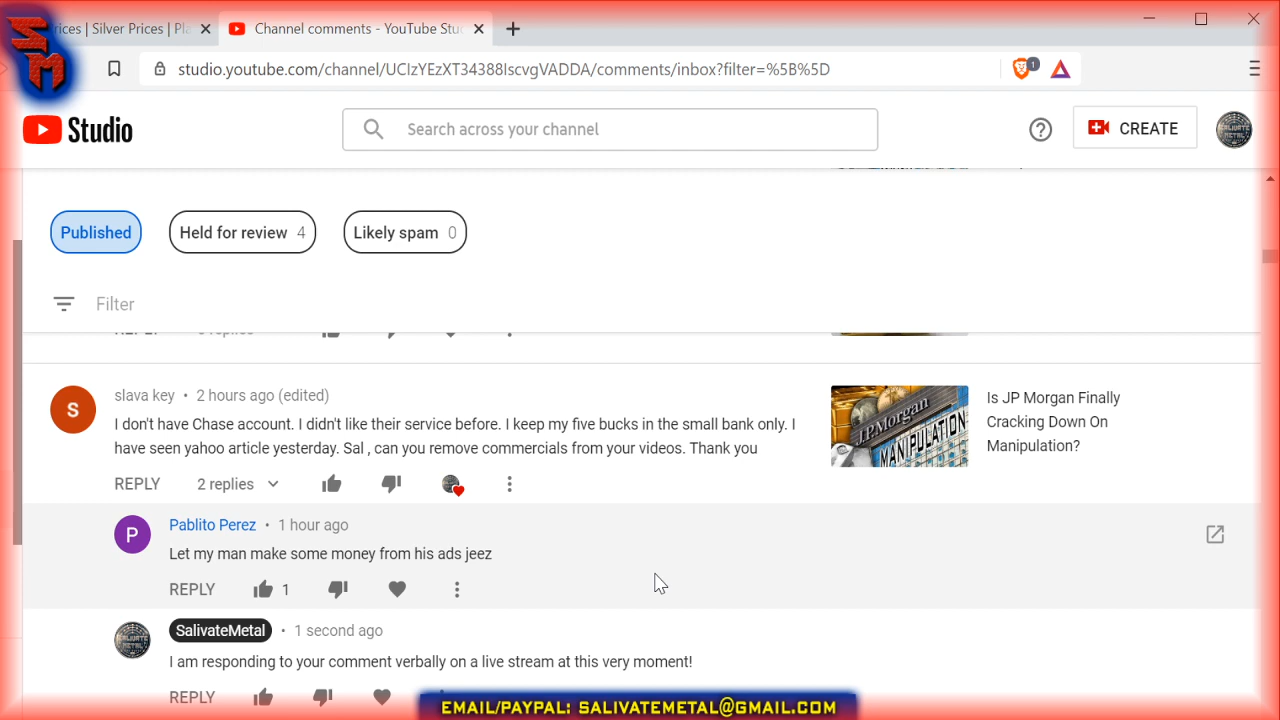 SM
rices | Silver Prices | Pla
Channel comments - YouTube Stu
studio.youtube.com/channel/UCIzYEzXT34388IscvgVADDA/comments/inbox?filter=%5B%5D
1
Studio
Search across your channel
CREATE
Published
Held for review 4
Likely spam 0
Filter
slava key • 2 hours ago (edited)
I don't have Chase account. I didn't like their service before. I keep my five bucks in the small bank only. I
have seen yahoo article yesterday. Sal , can you remove commercials from your videos. Thank you
J.P.Morgan
MANIPULATION
Is JP Morgan Finally
Cracking Down On
Manipulation?
REPLY 2 replies
Pablito Perez • 1 hour ago
Let my man make some money from his ads jeez
REPLY 1
SalivateMetal • 1 second ago
I am responding to your comment verbally on a live stream at this very moment!
REPLY
EMAIL/PAYPAL: SALIVATEMETAL@GMAIL.COM